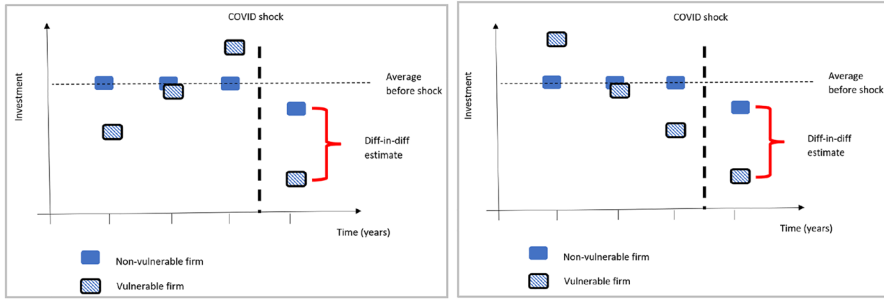 COVID shock
Investment
Average
before shock
Diff-in-diff
estimate
Time (years)
Non-vulnerable firm
Vulnerable firm
COVID shock
Investment
Average
before shock
Diff-in-diff
estimate
Time (years)
Non-vulnerable firm
Vulnerable firm